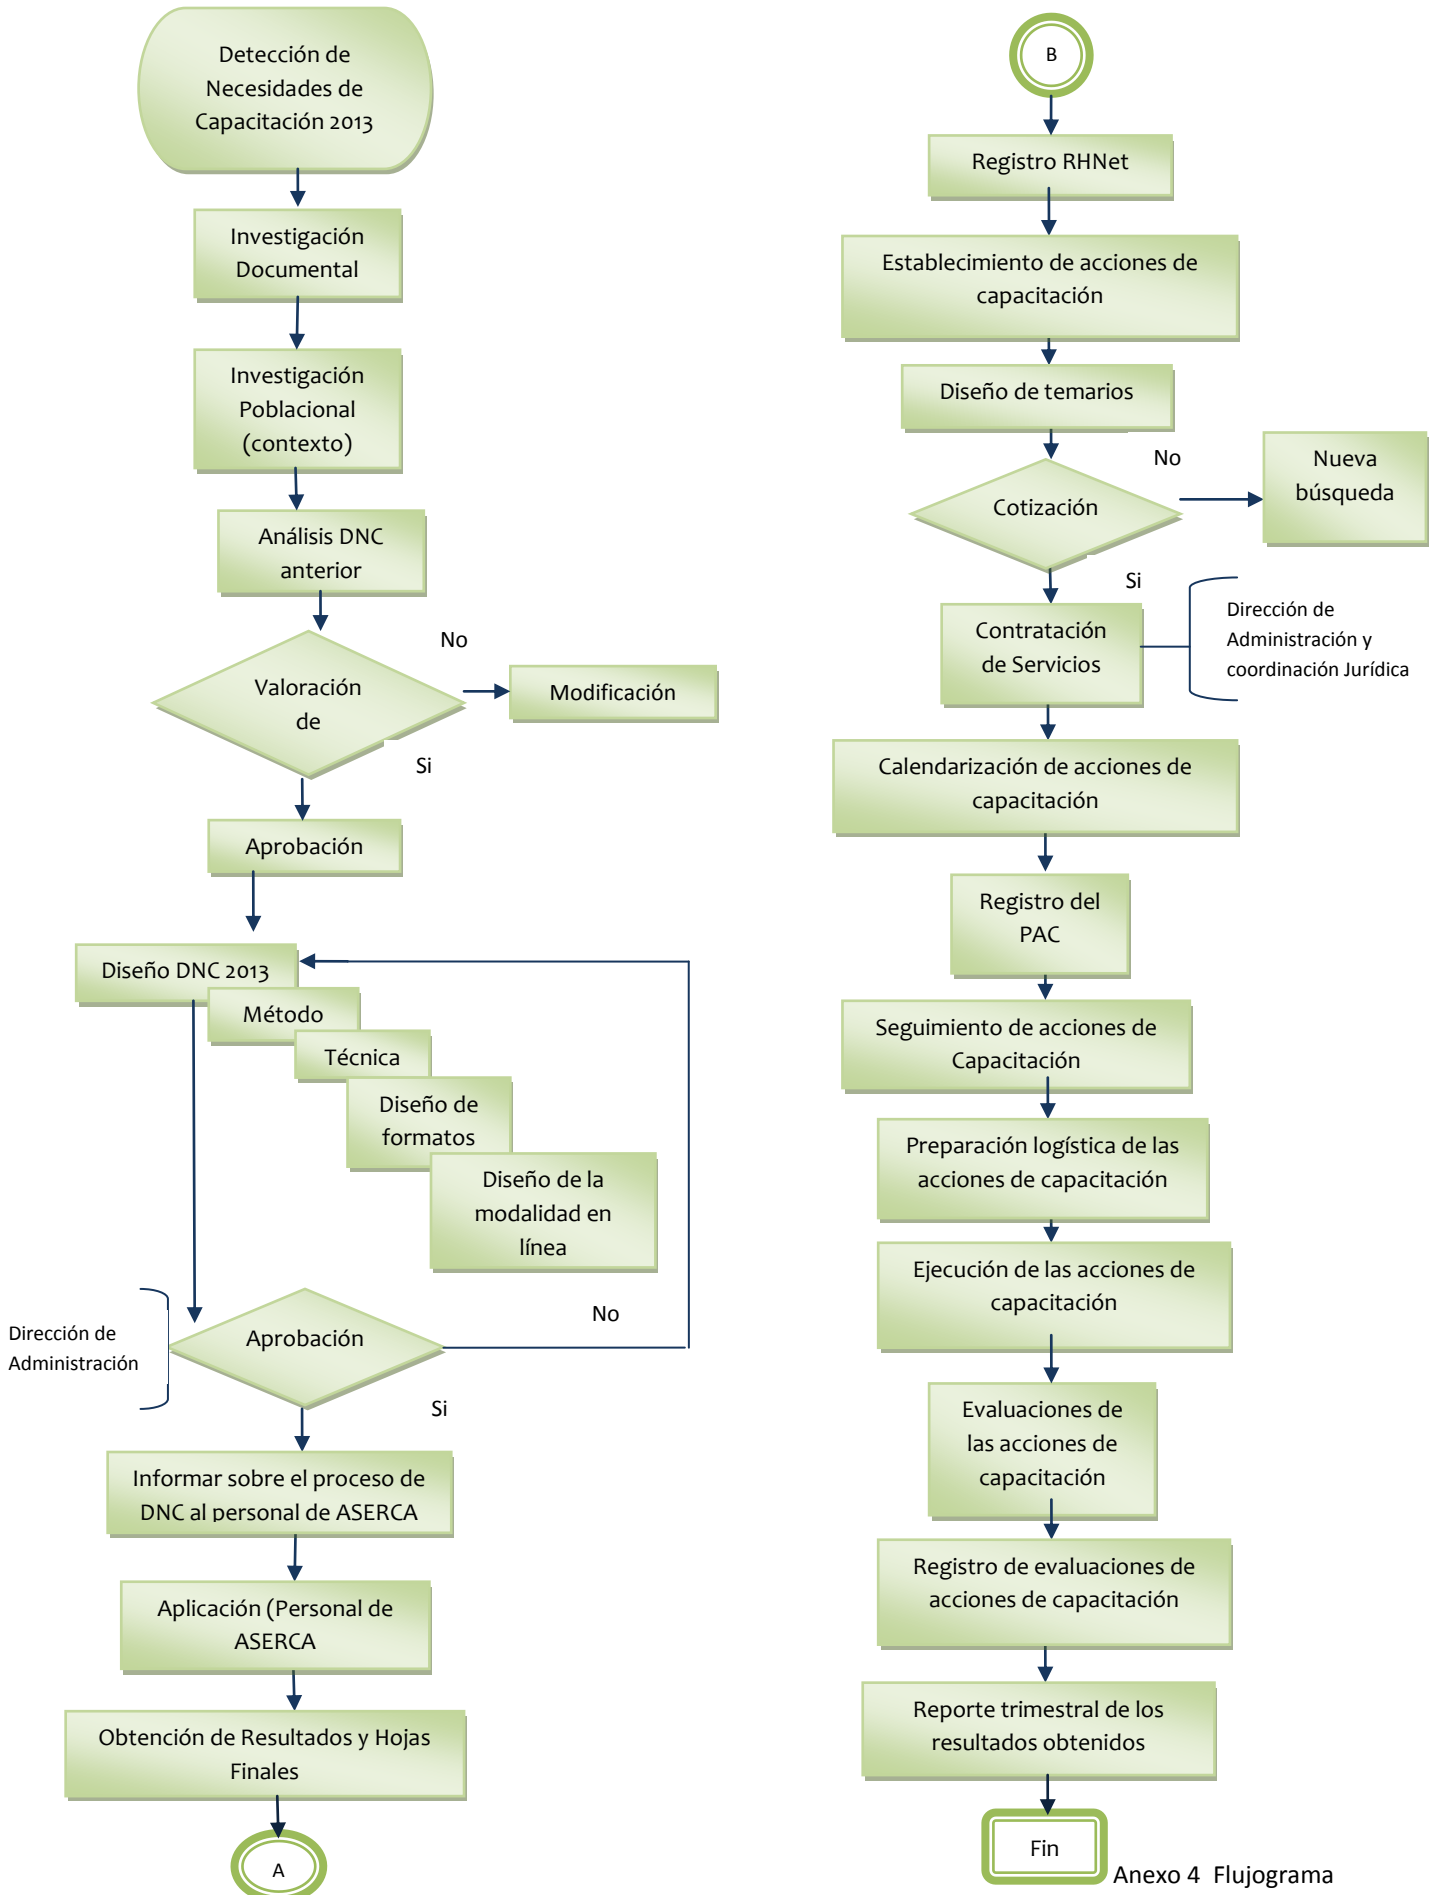 Detección de
Necesidades de
Capacitación 2013
Investigación
Documental
Investigación
Poblacional
(contexto)
Análisis DNC
anterior
No
Valoración
de
Modificación
Si
Aprobación
Diseño DNC 2013
Método
Técnica
Diseño de
formatos
Diseño de la
modalidad en
línea
Dirección de
Administración
Aprobación
No
Si
Informar sobre el proceso de
DNC al personal de ASERCA
Aplicación (Personal de
ASERCA
Obtención de Resultados y Hojas
Finales
A
B
Registro RHNet
Establecimiento de acciones de
capacitación
Diseño de temarios
No
Cotización
Nueva
búsqueda
Si
Contratación
de Servicios
Dirección de
Administración y
coordinación Jurídica
Calendarización de acciones de
capacitación
Registro del
PAC
Seguimiento de acciones de
Capacitación
Preparación logística de las
acciones de capacitación
Ejecución de las acciones de
capacitación
Evaluaciones de
las acciones de
capacitación
Registro de evaluaciones de
acciones de capacitación
Reporte trimestral de los
resultados obtenidos
Fin
Anexo 4 Flujograma